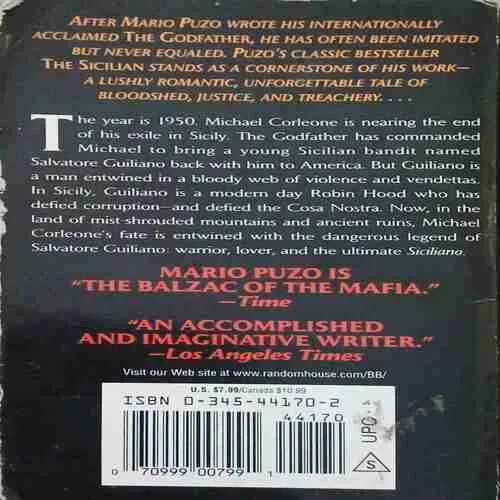 AFTER MARIO PUZO WROTE HIS INTERNATIONALLY
ACCLAIMED THE GODFATHER, HE HAS OFTEN BEEN IMITATED
BUT NEVER EQUALED. PUZO'S CLASSIC BESTSELLER
THE SICILIAN STANDS AS A CORNERSTONE OF HIS WORK—
A LUSHLY ROMANTIC, UNFORGETTABLE TALE OF
BLOODSHED, JUSTICE, AND TREACHERY. . . .
The year is 1950. Michael Corleone is nearing the end
of his exile in Sicily. The Godfather has commanded
Michael to bring a young Sicilian bandit named
Salvatore Guiliano back with him to America. But Guiliano is
a man entwined in a bloody web of violence and vendettas.
In Sicily, Guiliano is a modern day Robin Hood who has
defied corruption—and defied the Cosa Nostra. Now, in the
land of mist-shrouded mountains and ancient ruins, Michael
Corleone's fate is entwined with the dangerous legend of
Salvatore Guiliano: warrior, lover, and the ultimate Siciliano.
MARIO PUZO IS
"THE BALZAC OF THE MAFIA."
—Time
"AN ACCOMPLISHED
AND IMAGINATIVE WRITER."
—Los Angeles Times
Visit our Web site at www.randomhouse.com/BB/
U.S. $7.99/Canada $10.99
ISBN 0-345-44170-2
44170
0 70999 00799 1
UPC
S